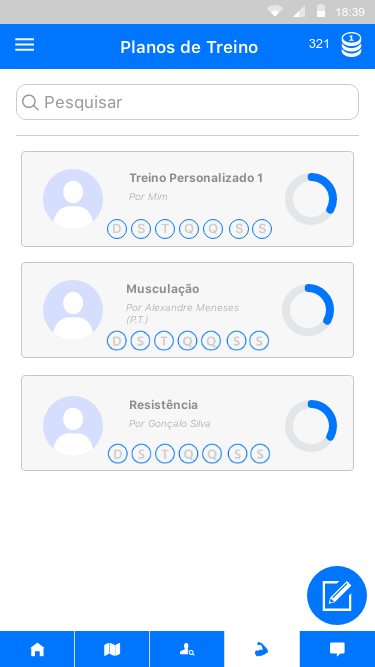 18:39
Planos de Treino
321
1
Pesquisar
Treino Personalizado 1
Por Mim
D S T Q Q S S
Musculação
Por Alexandre Meneses
(P.T.)
D S T Q Q S S
Resistência
Por Gonçalo Silva
D S T Q Q S S